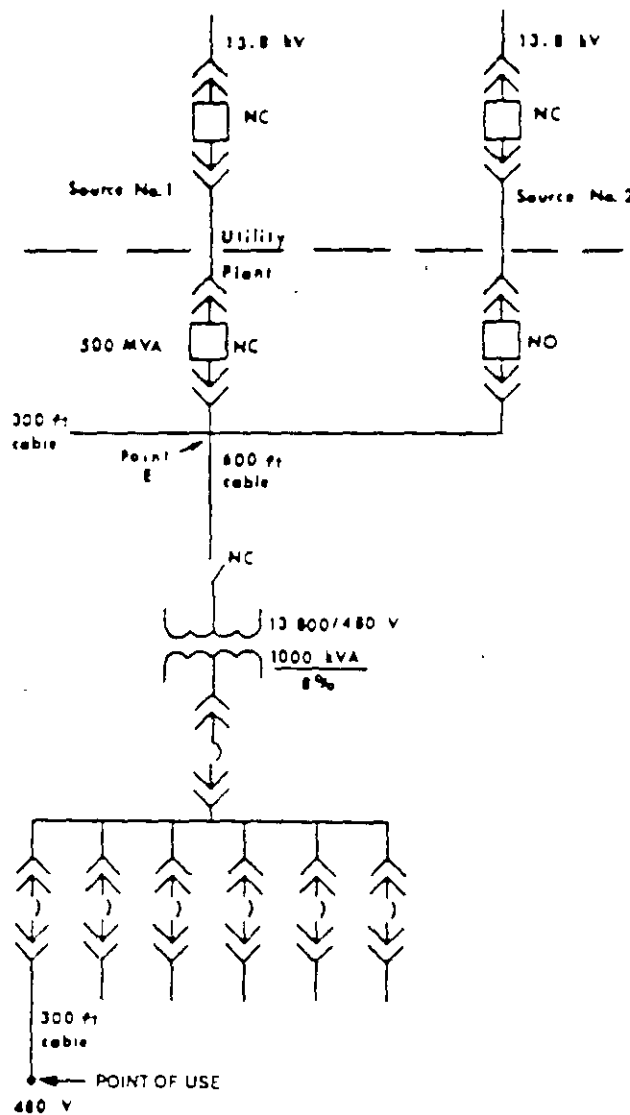 13.8 kV
13.8 kV
NC
NC
Source No. 1
Source No. 2
Utility
Plant
500 MVA
NC
NO
300 ft
cable
Point
E
600 ft
cable
NC
13 800/480 V
1000 kVA
8%
300 ft
cable
POINT OF USE
480 V